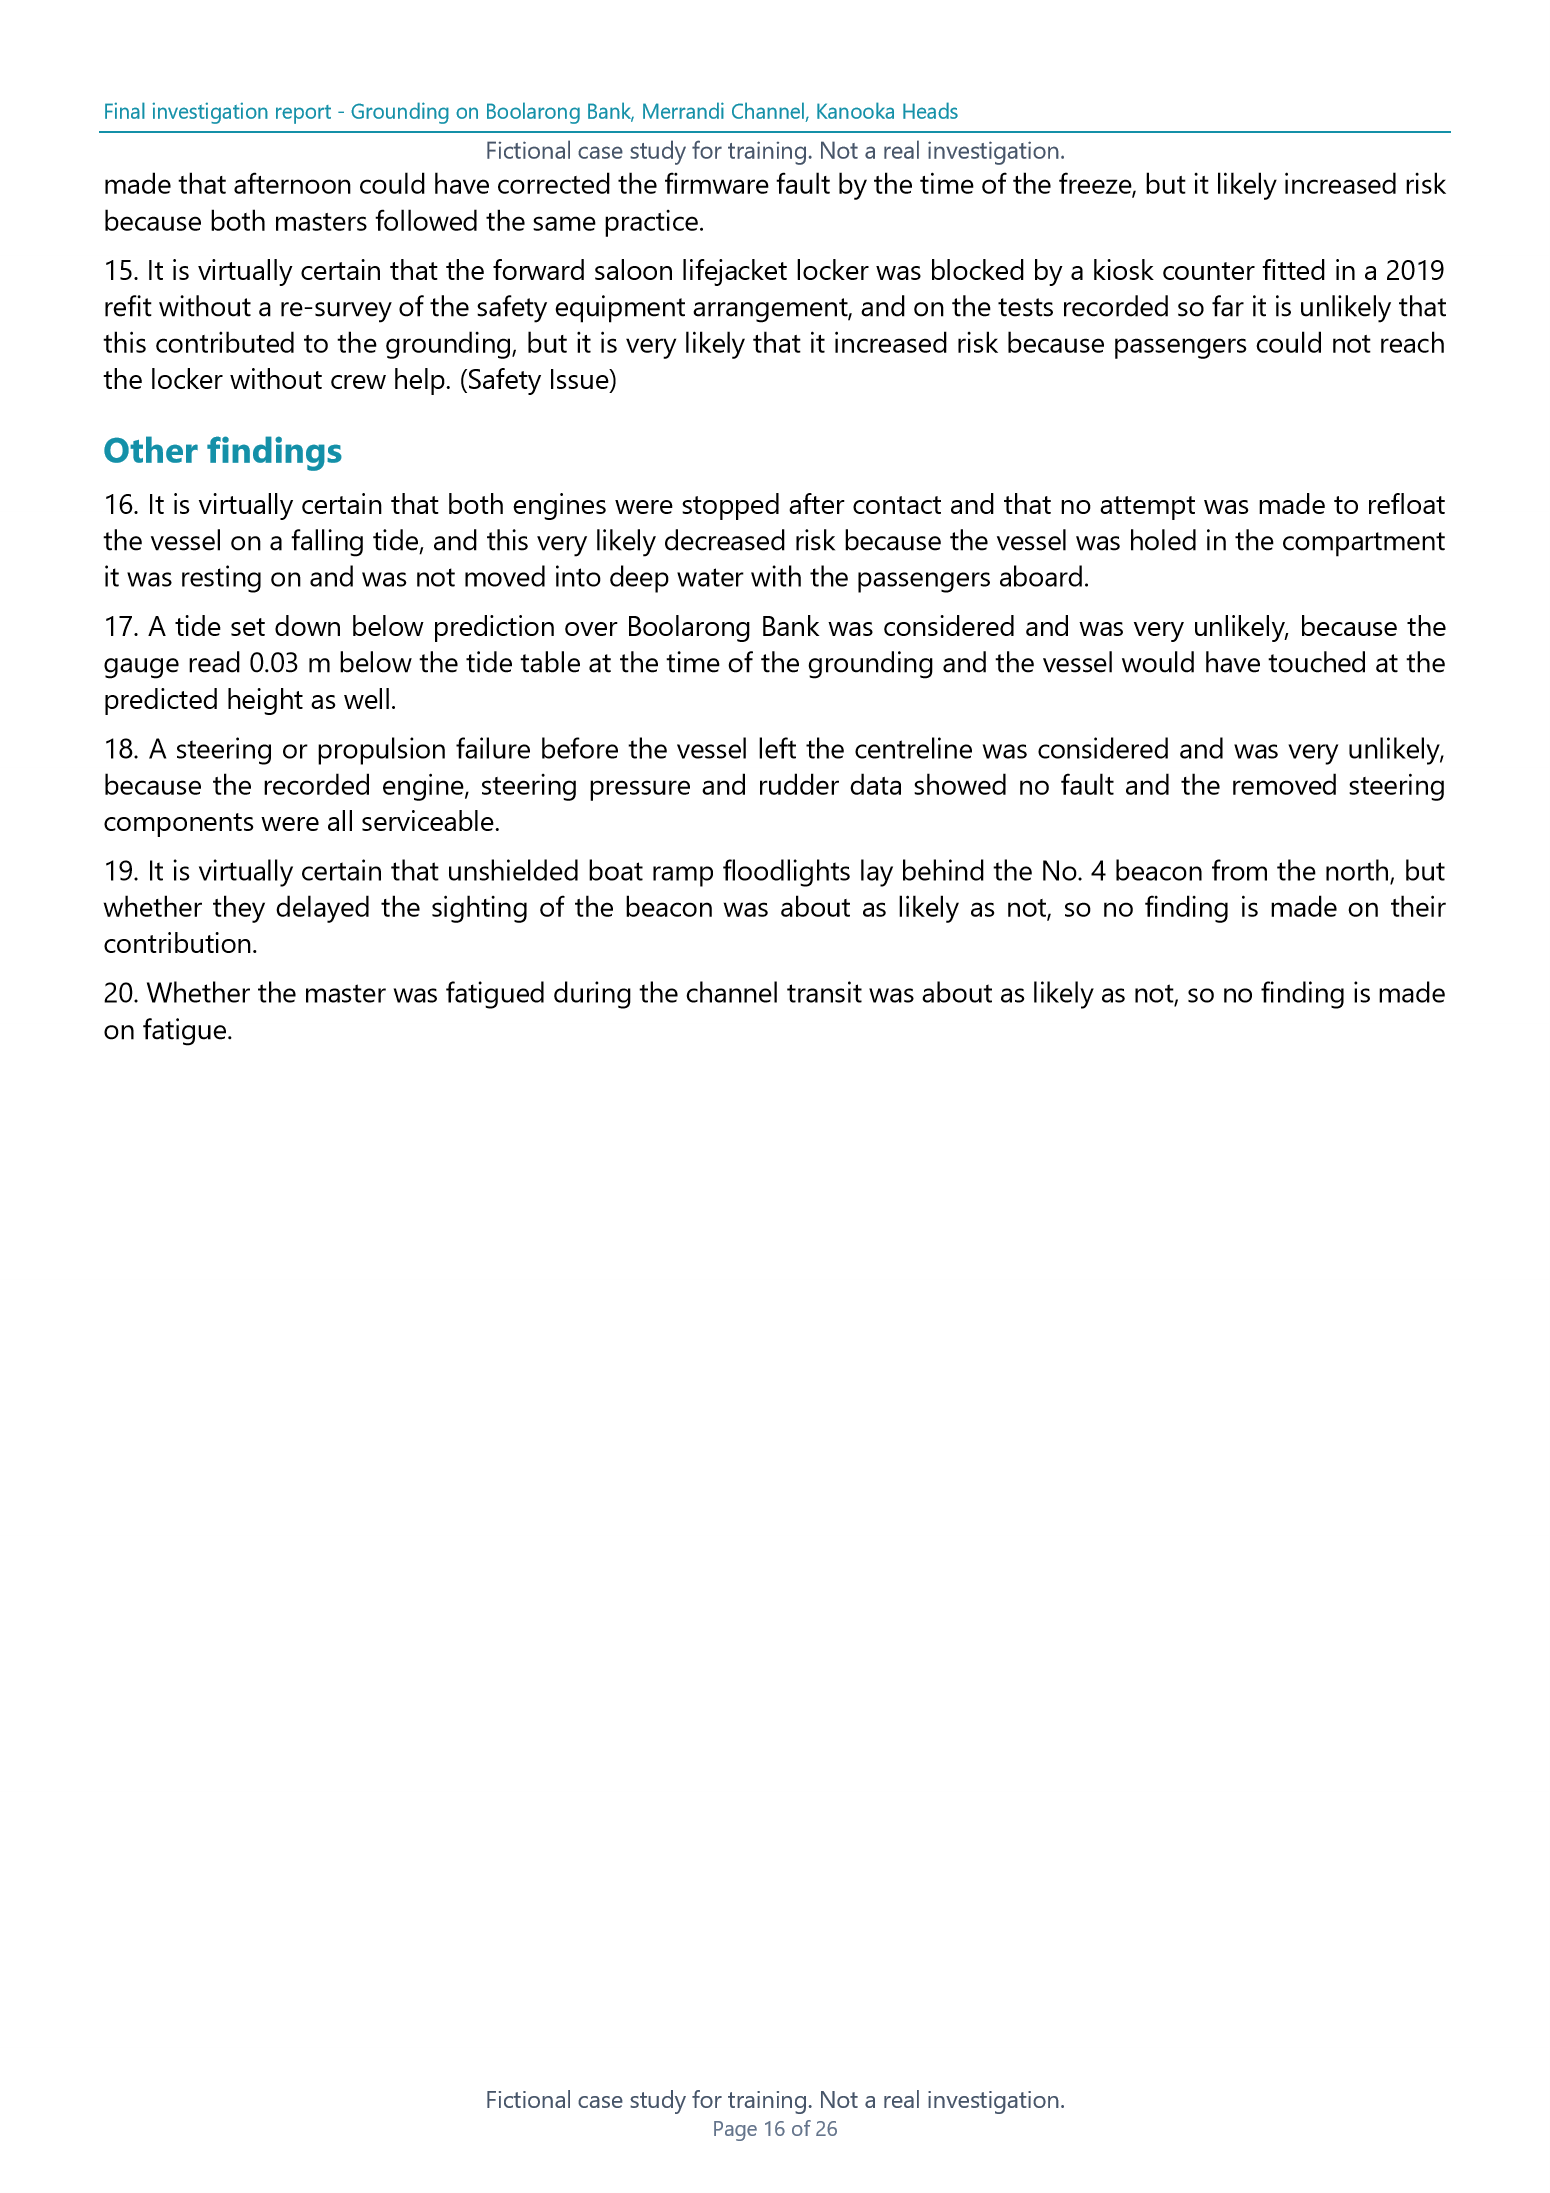 Final investigation report - Grounding on Boolarong Bank, Merrandi Channel, Kanooka Heads
Fictional case study for training. Not a real investigation.
made that afternoon could have corrected the firmware fault by the time of the freeze, but it likely increased risk
because both masters followed the same practice.
15. It is virtually certain that the forward saloon lifejacket locker was blocked by a kiosk counter fitted in a 2019
refit without a re-survey of the safety equipment arrangement, and on the tests recorded so far it is unlikely that
this contributed to the grounding, but it is very likely that it increased risk because passengers could not reach
the locker without crew help. (Safety Issue)
Other findings
16. It is virtually certain that both engines were stopped after contact and that no attempt was made to refloat
the vessel on a falling tide, and this very likely decreased risk because the vessel was holed in the compartment
it was resting on and was not moved into deep water with the passengers aboard.
17. A tide set down below prediction over Boolarong Bank was considered and was very unlikely, because the
gauge read 0.03 m below the tide table at the time of the grounding and the vessel would have touched at the
predicted height as well.
18. A steering or propulsion failure before the vessel left the centreline was considered and was very unlikely,
because the recorded engine, steering pressure and rudder data showed no fault and the removed steering
components were all serviceable.
19. It is virtually certain that unshielded boat ramp floodlights lay behind the No. 4 beacon from the north, but
whether they delayed the sighting of the beacon was about as likely as not, so no finding is made on their
contribution.
20. Whether the master was fatigued during the channel transit was about as likely as not, so no finding is made
on fatigue.
Fictional case study for training. Not a real investigation.
Page 16 of 26